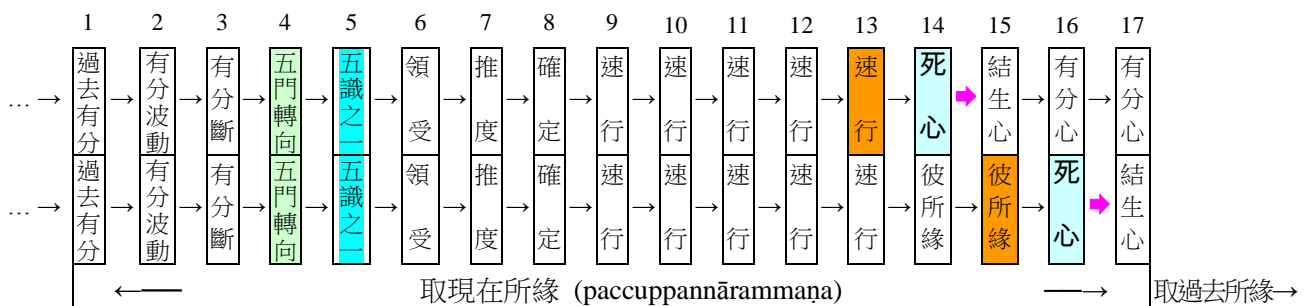 1 2 3 4 5 6 7 8 9 10 11 12 13 14 15 16 17
… → 過去有分 → 有分波動 → 有分斷 → 五門轉向 → 五識之一 → 領受 → 推度 → 確定 → 速行 → 速行 → 速行 → 速行 → 速行 → 死心 ➡ 結生心 → 有分心 → 有分心
… → 過去有分 → 有分波動 → 有分斷 → 五門轉向 → 五識之一 → 領受 → 推度 → 確定 → 速行 → 速行 → 速行 → 速行 → 速行 → 彼所緣 → 彼所緣 → 死心 ➡ 結生心
←── 取現在所緣 (paccuppannārammaṇa) ──→ 取過去所緣→